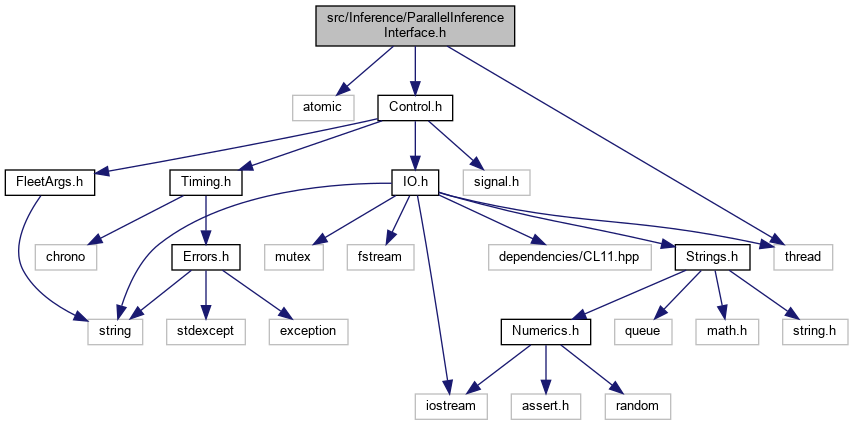 src/Inference/ParallelInference
Interface.h
atomic
Control.h
FleetArgs.h
Timing.h
IO.h
signal.h
chrono
Errors.h
mutex
fstream
dependencies/CL11.hpp
Strings.h
thread
string
stdexcept
exception
Numerics.h
queue
math.h
string.h
iostream
assert.h
random